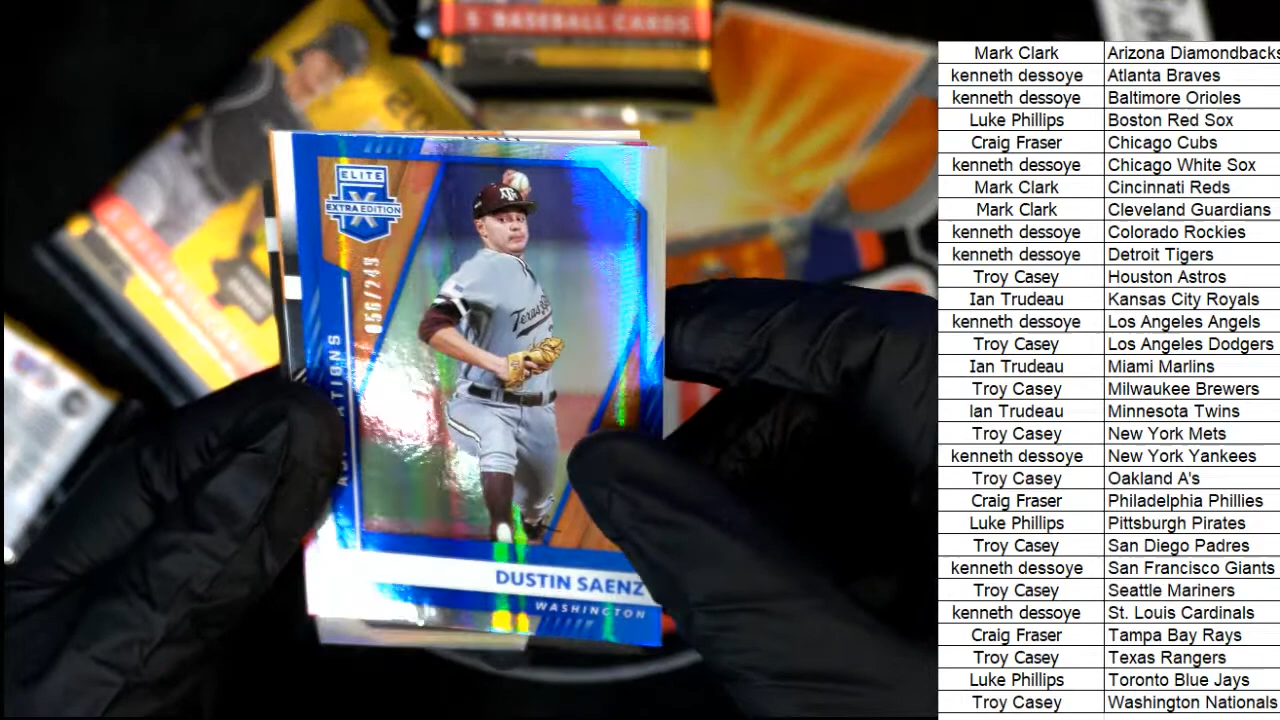 5 BASEBALL CARDS
ELITE
X
EXTRA EDITION
056/249
ASPIRATIONS
Texas A&M
DUSTIN SAENZ
WASHINGTON
Mark Clark Arizona Diamondbacks
kenneth dessoye Atlanta Braves
kenneth dessoye Baltimore Orioles
Luke Phillips Boston Red Sox
Craig Fraser Chicago Cubs
kenneth dessoye Chicago White Sox
Mark Clark Cincinnati Reds
Mark Clark Cleveland Guardians
kenneth dessoye Colorado Rockies
kenneth dessoye Detroit Tigers
Troy Casey Houston Astros
Ian Trudeau Kansas City Royals
kenneth dessoye Los Angeles Angels
Troy Casey Los Angeles Dodgers
Ian Trudeau Miami Marlins
Troy Casey Milwaukee Brewers
Ian Trudeau Minnesota Twins
Troy Casey New York Mets
kenneth dessoye New York Yankees
Troy Casey Oakland A's
Craig Fraser Philadelphia Phillies
Luke Phillips Pittsburgh Pirates
Troy Casey San Diego Padres
kenneth dessoye San Francisco Giants
Troy Casey Seattle Mariners
kenneth dessoye St. Louis Cardinals
Craig Fraser Tampa Bay Rays
Troy Casey Texas Rangers
Luke Phillips Toronto Blue Jays
Troy Casey Washington Nationals